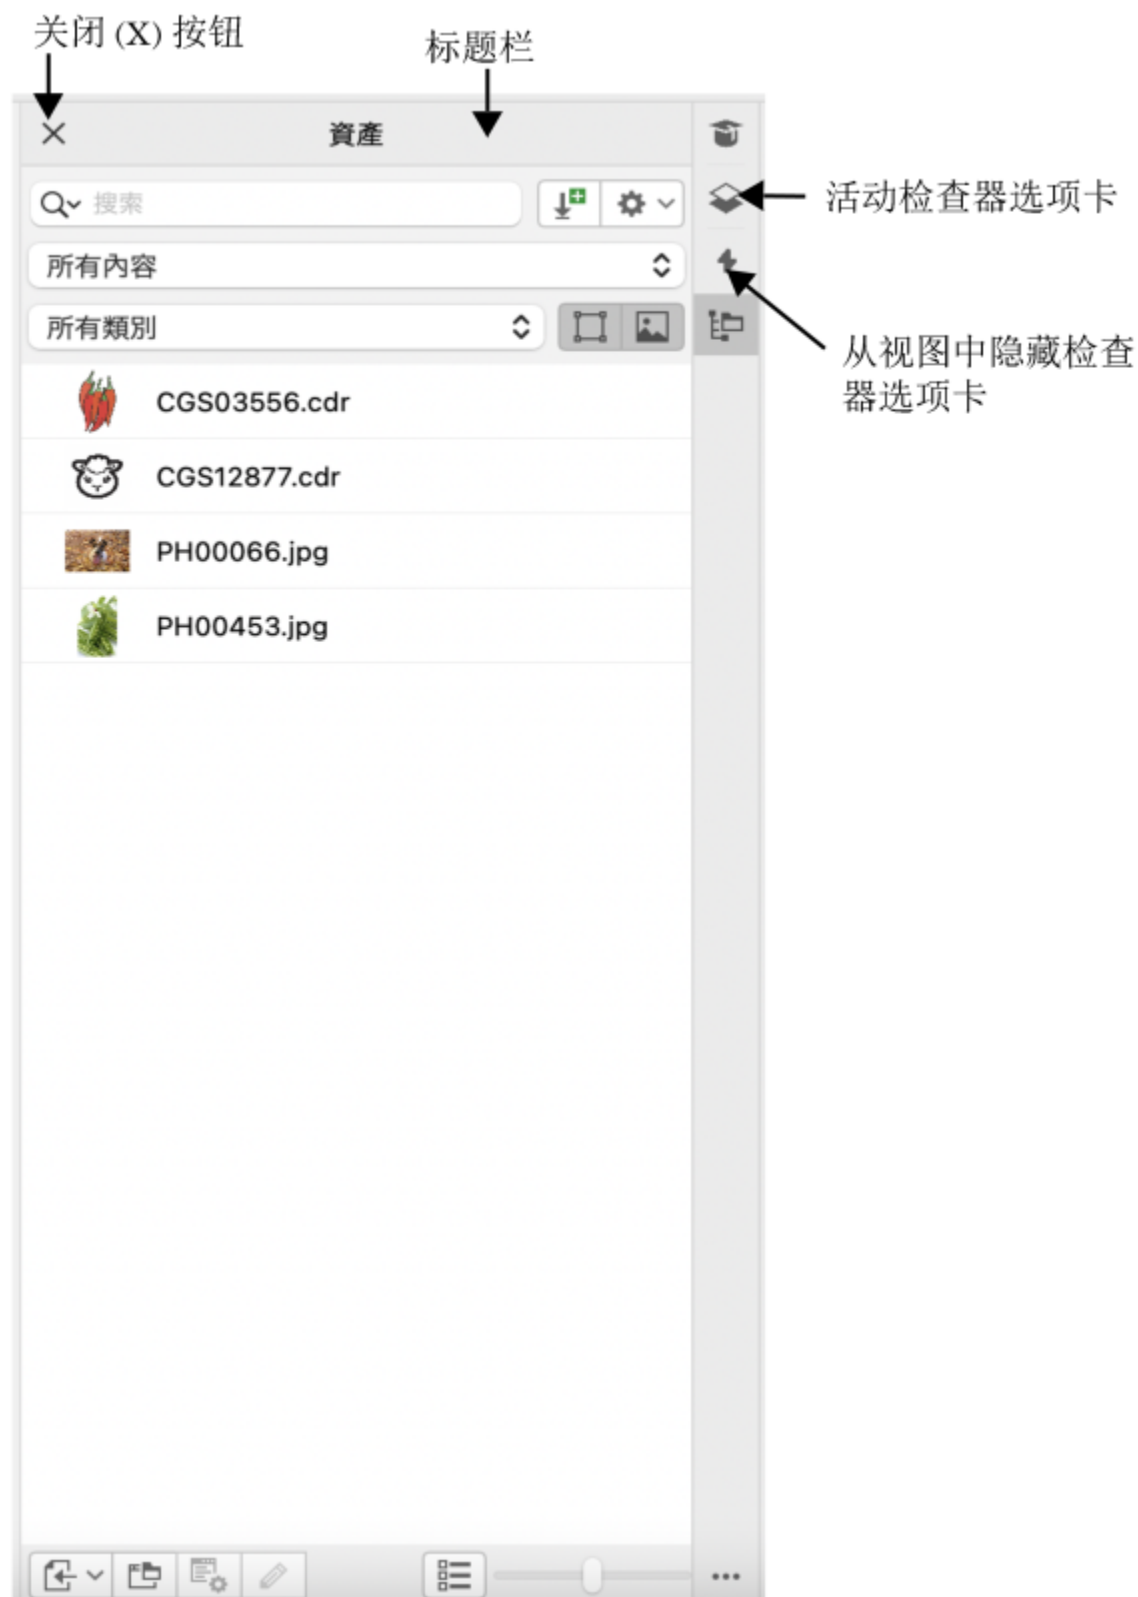 关闭 (X) 按钮
标题栏
資產
搜索
活动检查器选项卡
所有內容
所有類別
从视图中隐藏检查
器选项卡
CGS03556.cdr
CGS12877.cdr
PH00066.jpg
PH00453.jpg